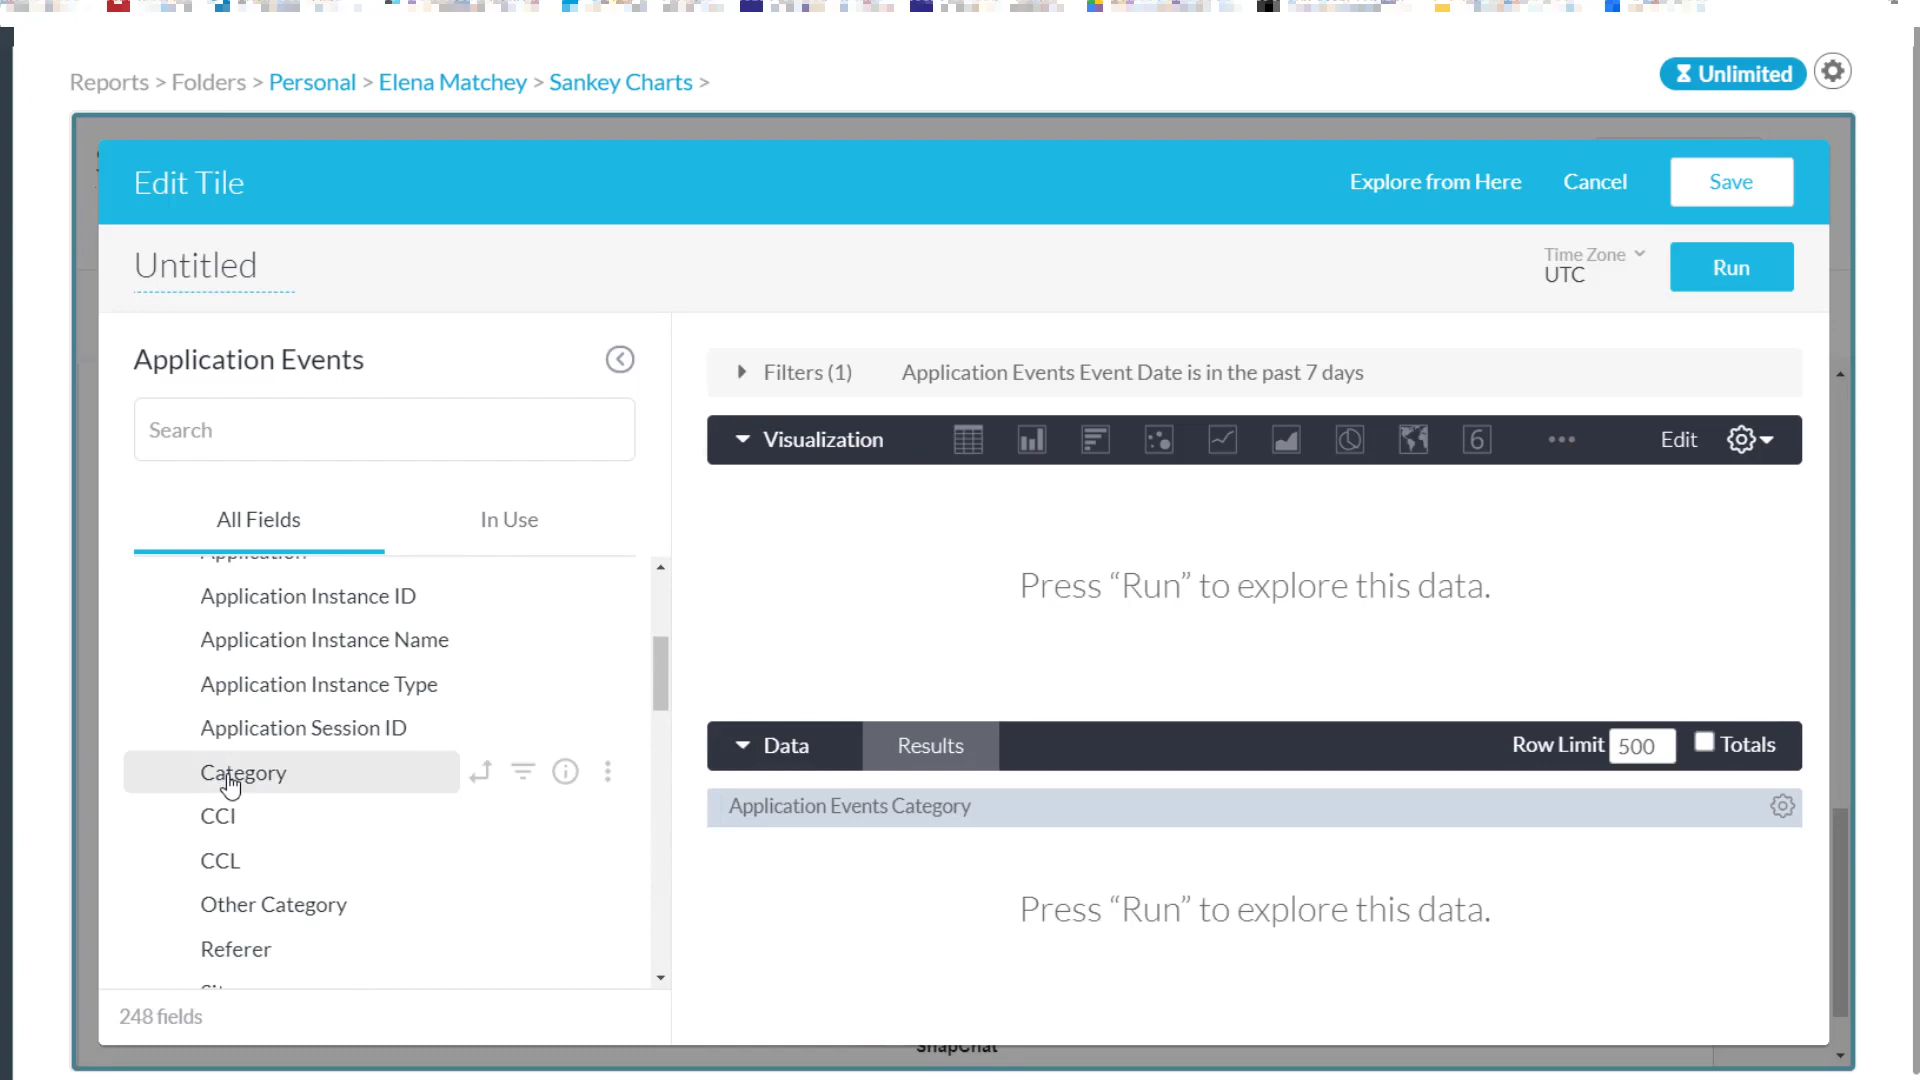 Reports > Folders > Personal > Elena Matchey > Sankey Charts >
Unlimited
Edit Tile
Explore from Here
Cancel
Save
Untitled
Time Zone
UTC
Run
Application Events
Search
All Fields
In Use
Application
Application Instance ID
Application Instance Name
Application Instance Type
Application Session ID
Category
CCI
CCL
Other Category
Referer
248 fields
Filters (1)
Application Events Event Date is in the past 7 days
Visualization
6
Edit
Press “Run” to explore this data.
Data
Results
Row Limit 500
Totals
Application Events Category
Press “Run” to explore this data.
SnapChat